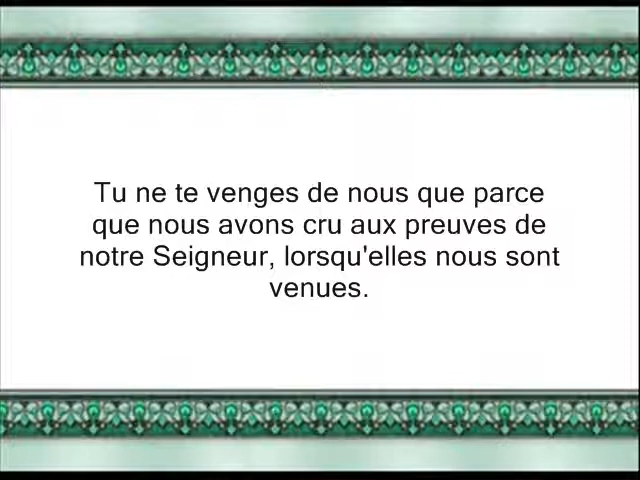 Tu ne te venges de nous que parce
que nous avons cru aux preuves de
notre Seigneur, lorsqu'elles nous sont
venues.